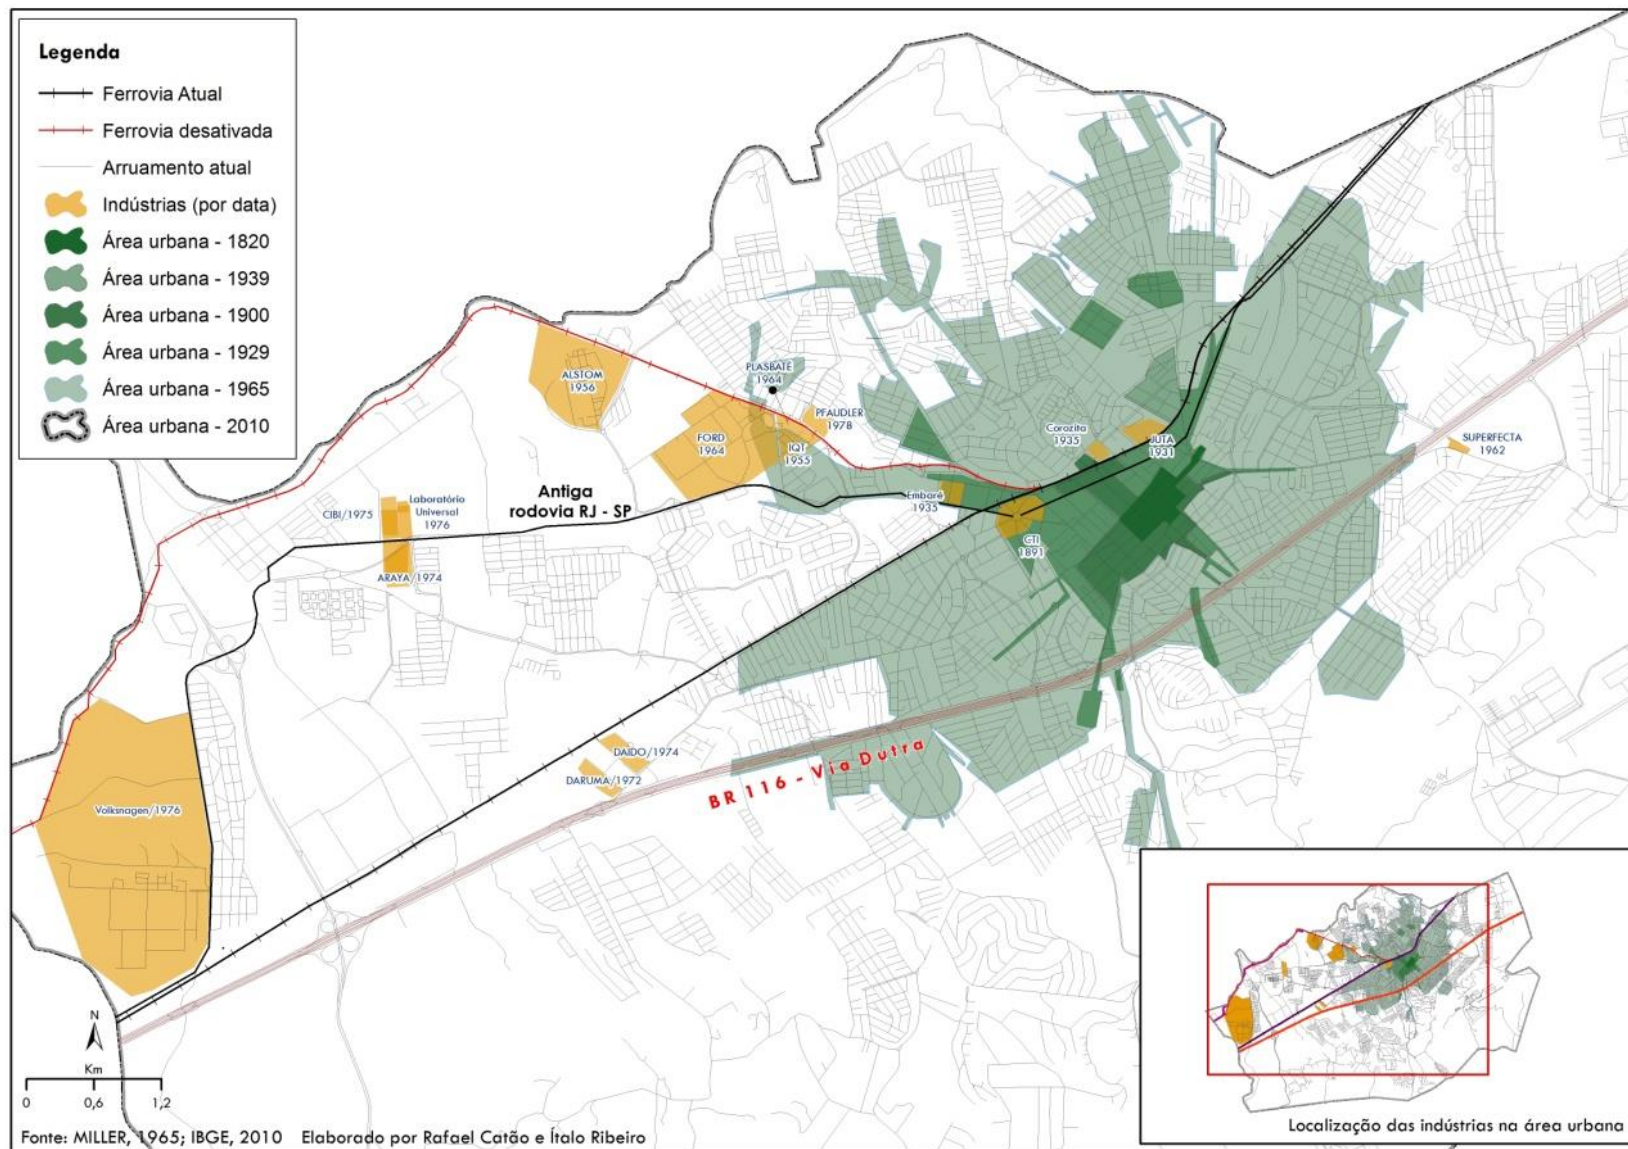 Legenda
Ferrovia Atual
Ferrovia desativada
Arruamento atual
Indústrias (por data)
Área urbana - 1820
Área urbana - 1939
Área urbana - 1900
Área urbana - 1929
Área urbana - 1965
Área urbana - 2010
ALSTOM
1956
PLASBATÉ
1964
PFAUDLER
1978
FORD
1964
IQT
1955
Corozita
1935
JUTA
1931
SUPERFECTA
1962
Embaré
1935
CTI
1891
Antiga
rodovia RJ - SP
CIBI/1975
Laboratório
Universal
1976
ARAYA/1974
DAÍDO/1974
DARUMA/1972
BR 116 - Via Dutra
Volksnagen/1976
N
Km
0 0,6 1,2
Fonte: MILLER, 1965; IBGE, 2010 Elaborado por Rafael Catão e Ítalo Ribeiro
Localização das indústrias na área urbana